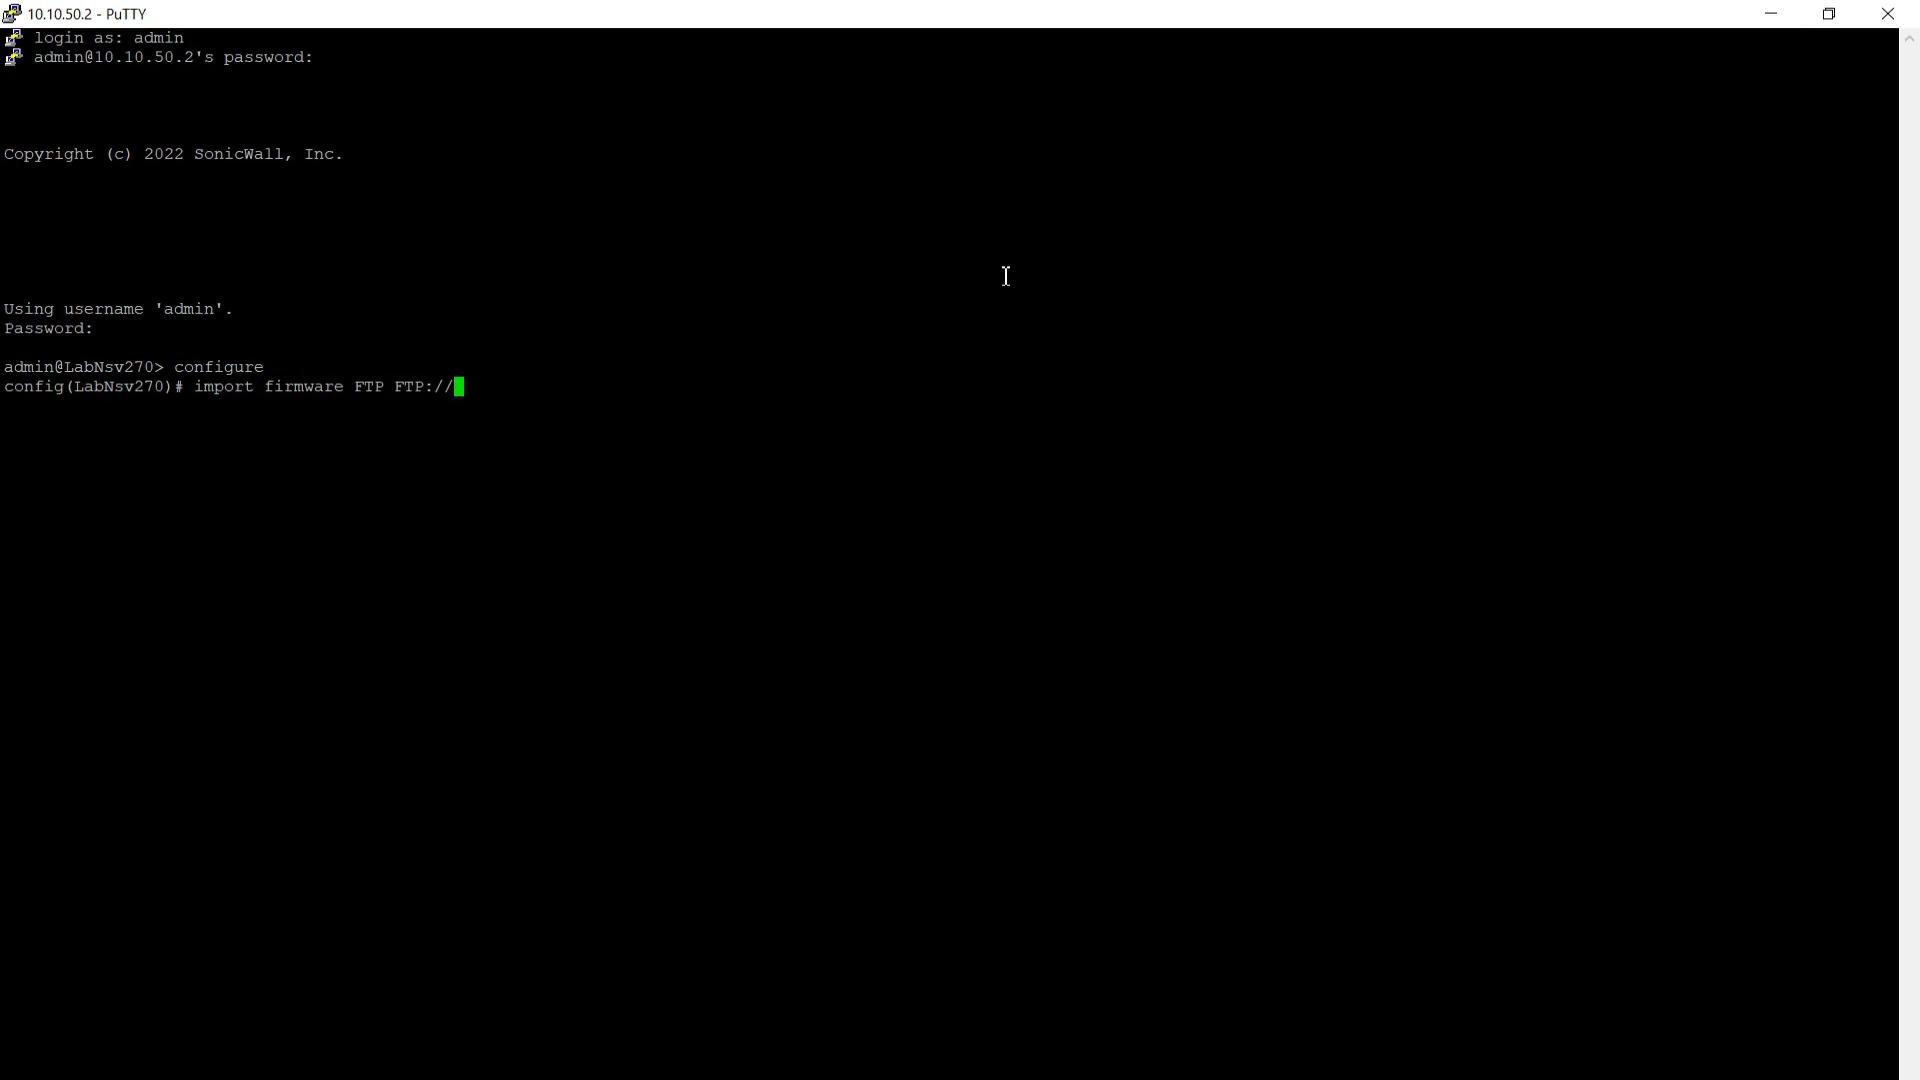 10.10.50.2 - PuTTY
login as: admin
admin@10.10.50.2's password:
Copyright (c) 2022 SonicWall, Inc.
Using username 'admin'.
Password:
admin@LabNsv270> configure
config(LabNsv270)# import firmware FTP FTP://